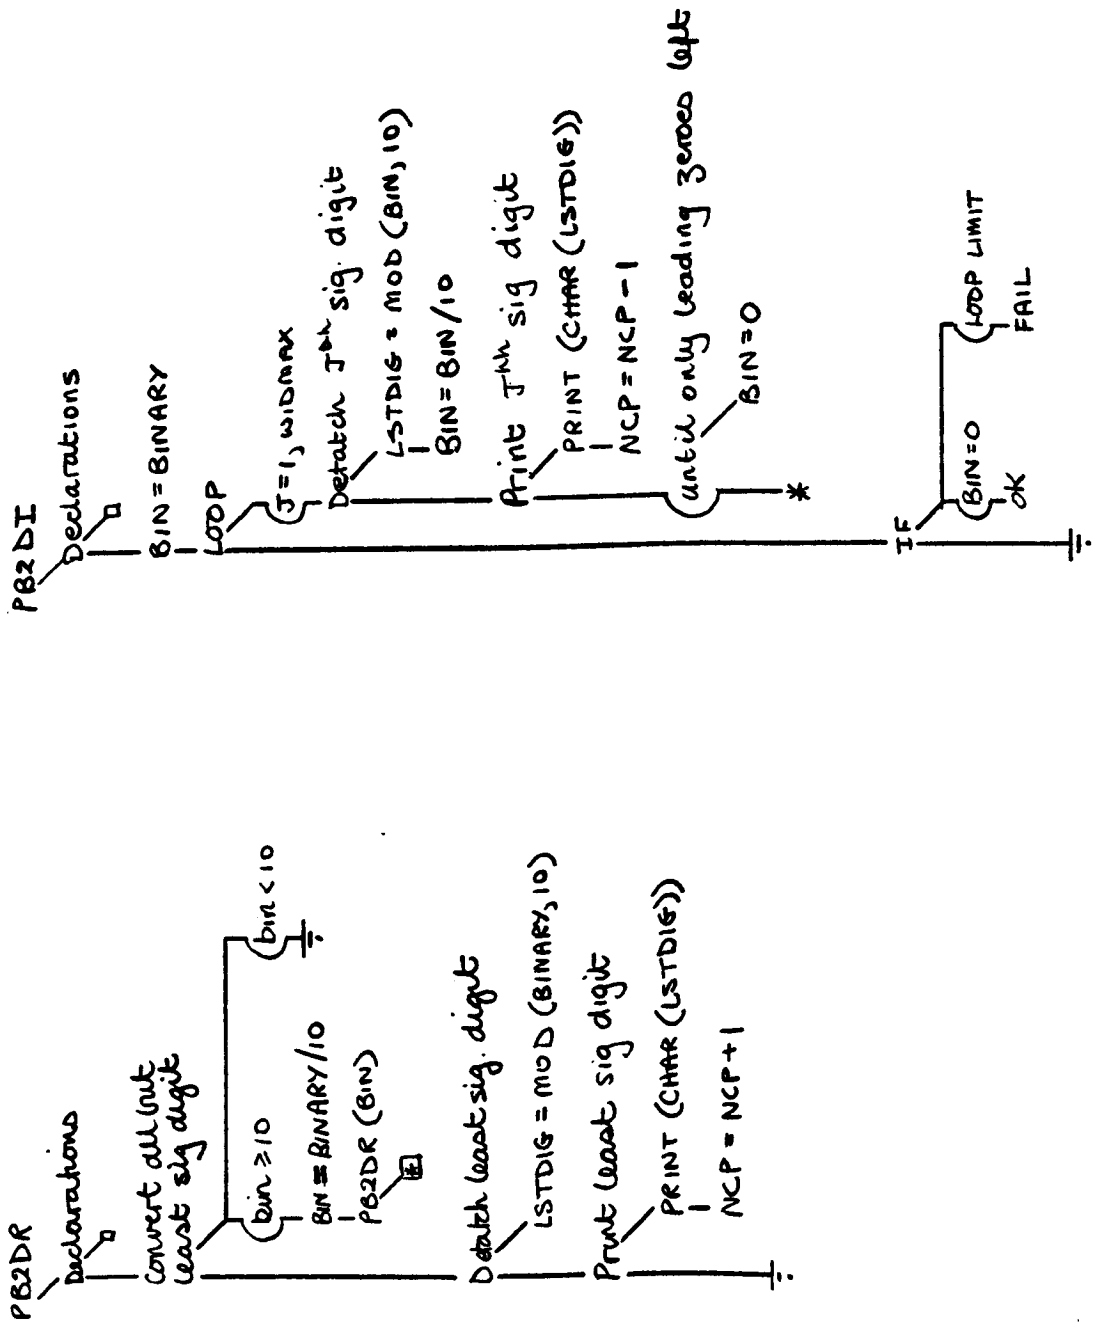 PB2DR
Declarations
Convert all but
least sig digit
bin ≥ 10
bin < 10
BIN = BINARY/10
PB2DR (BIN)
*
Detatch least sig. digit
LSTDIG = MOD (BINARY, 10)
Print least sig digit
PRINT (CHAR (LSTDIG))
NCP = NCP + 1
PB2DI
Declarations
BIN = BINARY
LOOP
J = 1, WIDMAX
Detatch Jth sig. digit
LSTDIG = MOD (BIN, 10)
BIN = BIN/10
Print Jth sig digit
PRINT (CHAR (LSTDIG))
NCP = NCP - 1
until only leading zeroes left
BIN = 0
*
IF
BIN = 0
LOOP LIMIT
OK
FAIL